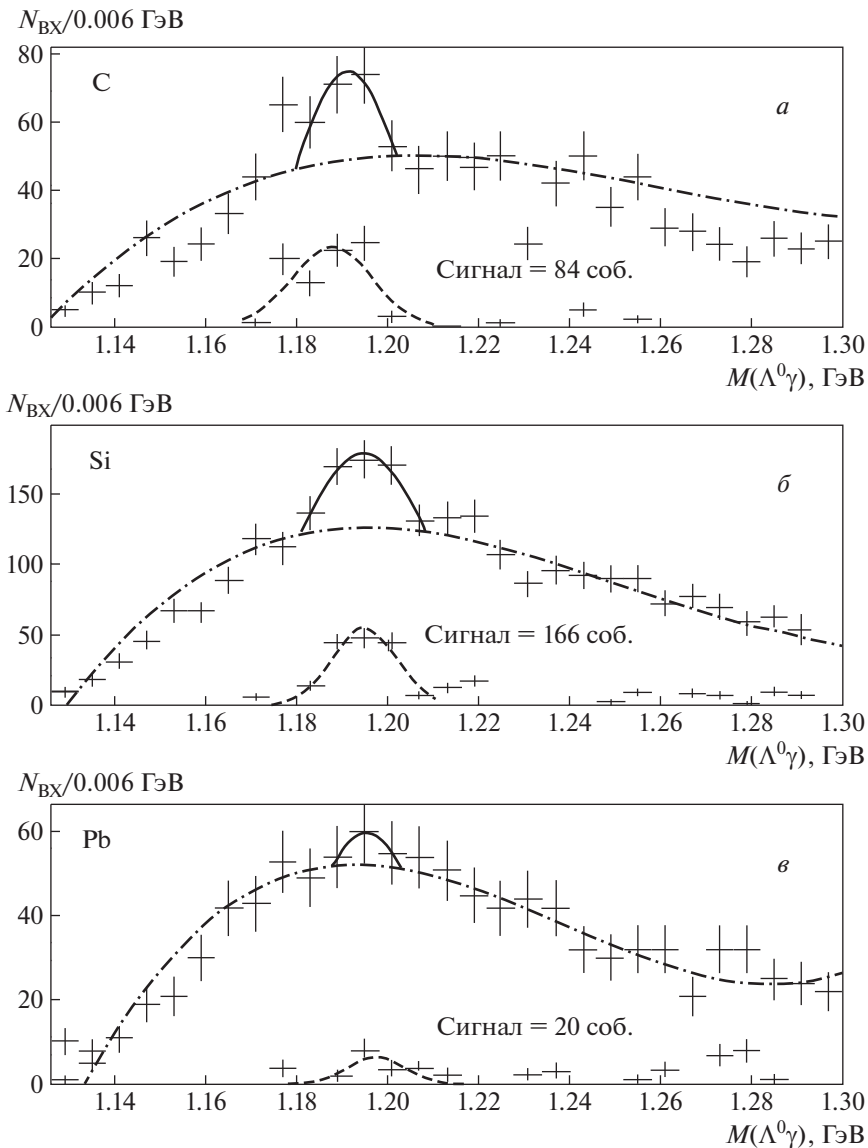 N_BX/0.006 ГэВ
80
C
а
60
40
20
Сигнал = 84 соб.
0
1.14 1.16 1.18 1.20 1.22 1.24 1.26 1.28 1.30
M(Λ⁰γ), ГэВ
N_BX/0.006 ГэВ
Si
б
150
100
50
Сигнал = 166 соб.
0
1.14 1.16 1.18 1.20 1.22 1.24 1.26 1.28 1.30
M(Λ⁰γ), ГэВ
N_BX/0.006 ГэВ
Pb
в
60
40
20
Сигнал = 20 соб.
0
1.14 1.16 1.18 1.20 1.22 1.24 1.26 1.28 1.30
M(Λ⁰γ), ГэВ